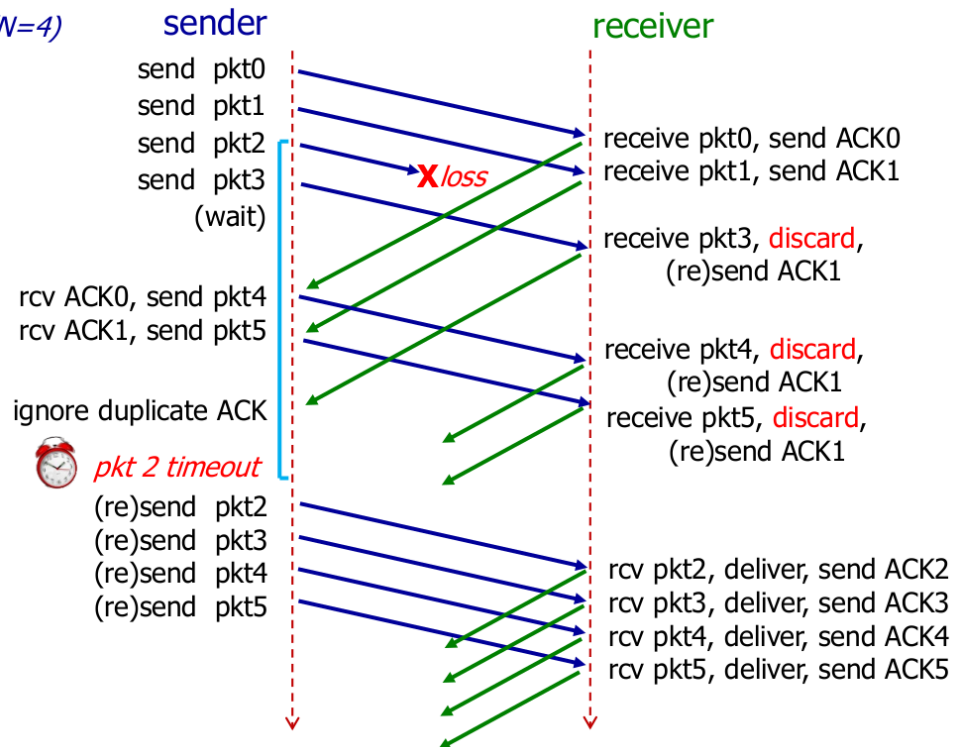 N=4)
sender
receiver
send pkt0
send pkt1
send pkt2
send pkt3
(wait)
X loss
receive pkt0, send ACK0
receive pkt1, send ACK1
receive pkt3, discard,
(re)send ACK1
rcv ACK0, send pkt4
rcv ACK1, send pkt5
receive pkt4, discard,
(re)send ACK1
receive pkt5, discard,
(re)send ACK1
ignore duplicate ACK
pkt 2 timeout
(re)send pkt2
(re)send pkt3
(re)send pkt4
(re)send pkt5
rcv pkt2, deliver, send ACK2
rcv pkt3, deliver, send ACK3
rcv pkt4, deliver, send ACK4
rcv pkt5, deliver, send ACK5